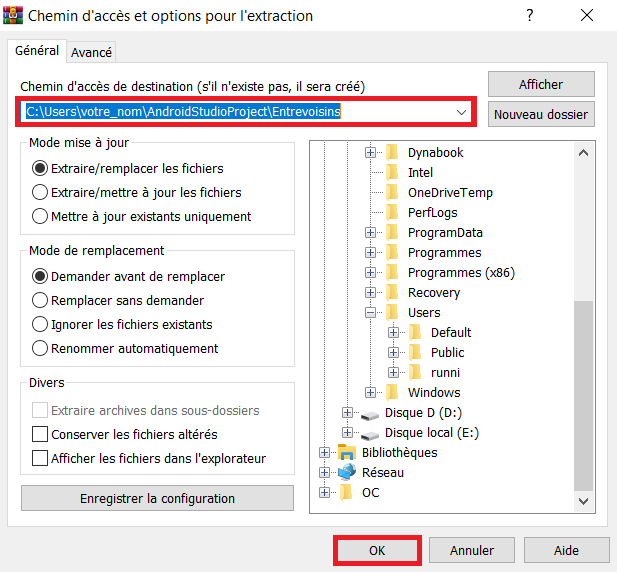 Chemin d'accès et options pour l'extraction
Général
Avancé
Chemin d'accès de destination (s'il n'existe pas, il sera créé)
Afficher
C:\Users\votre_nom\AndroidStudioProject\Entrevoisins
Nouveau dossier
Mode mise à jour
Extraire/remplacer les fichiers
Extraire/mettre à jour les fichiers
Mettre à jour existants uniquement
Mode de remplacement
Demander avant de remplacer
Remplacer sans demander
Ignorer les fichiers existants
Renommer automatiquement
Divers
Extraire archives dans sous-dossiers
Conserver les fichiers altérés
Afficher les fichiers dans l'explorateur
Enregistrer la configuration
Dynabook
Intel
OneDriveTemp
PerfLogs
ProgramData
Programmes
Programmes (x86)
Recovery
Users
Default
Public
runni
Windows
Disque D (D:)
Disque local (E:)
Bibliothèques
Réseau
OC
OK
Annuler
Aide